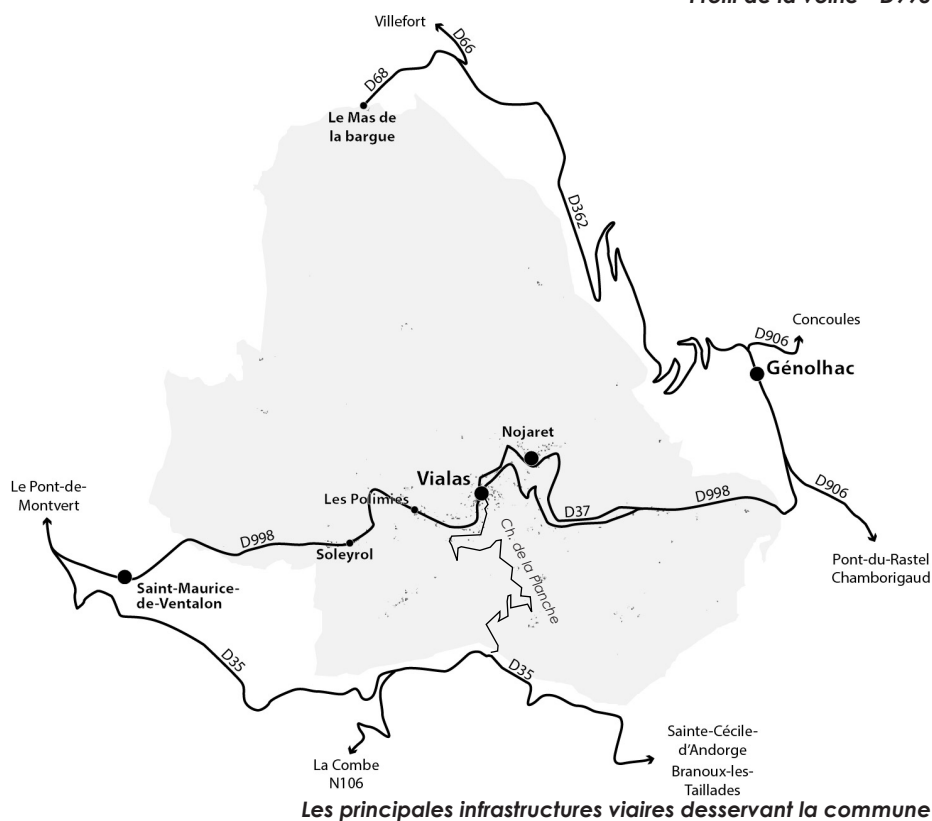 Profil de la voirie - D998
Villefort
D66
D68
Le Mas de
la bargue
D362
Concoules
D906
Génolhac
Nojaret
Vialas
Le Pont-de-
Montvert
Les Polimies
D998
D906
D37
D998
Soleyrol
Ch. de la Planche
Pont-du-Rastel
Chamborigaud
Saint-Maurice-
de-Ventalon
D35
D35
Sainte-Cécile-
d'Andorge
La Combe
N106
Branoux-les-
Taillades
Les principales infrastructures viaires desservant la commune